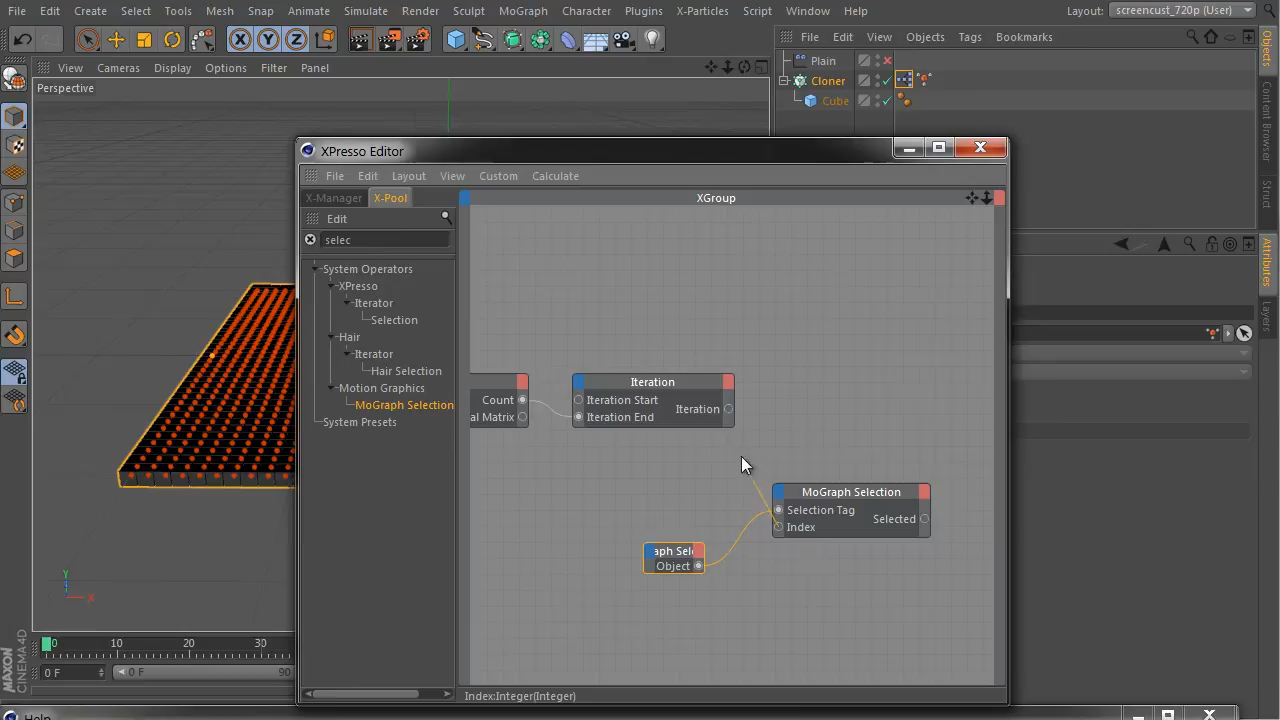 File Edit Create Select Tools Mesh Snap Animate Simulate Render Sculpt MoGraph Character Plugins X-Particles Script Window Help
Layout: screencust_720p (User)
View Cameras Display Options Filter Panel
Perspective
File Edit View Objects Tags Bookmarks
Plain
Cloner
Cube
Objects
Content Browser
Struct
Attributes
Layers
XPresso Editor
File Edit Layout View Custom Calculate
X-Manager X-Pool
XGroup
Edit
selec
System Operators
XPresso
Iterator
Selection
Hair
Iterator
Hair Selection
Motion Graphics
MoGraph Selection
System Presets
Count
al Matrix
Iteration
Iteration Start
Iteration End
Iteration
MoGraph Selection
Selection Tag
Index
Selected
aph Sele
Object
Index:Integer(Integer)
Y
X
0 10 20 30
0 F
0 F
90
MAXON
CINEMA4D
Help